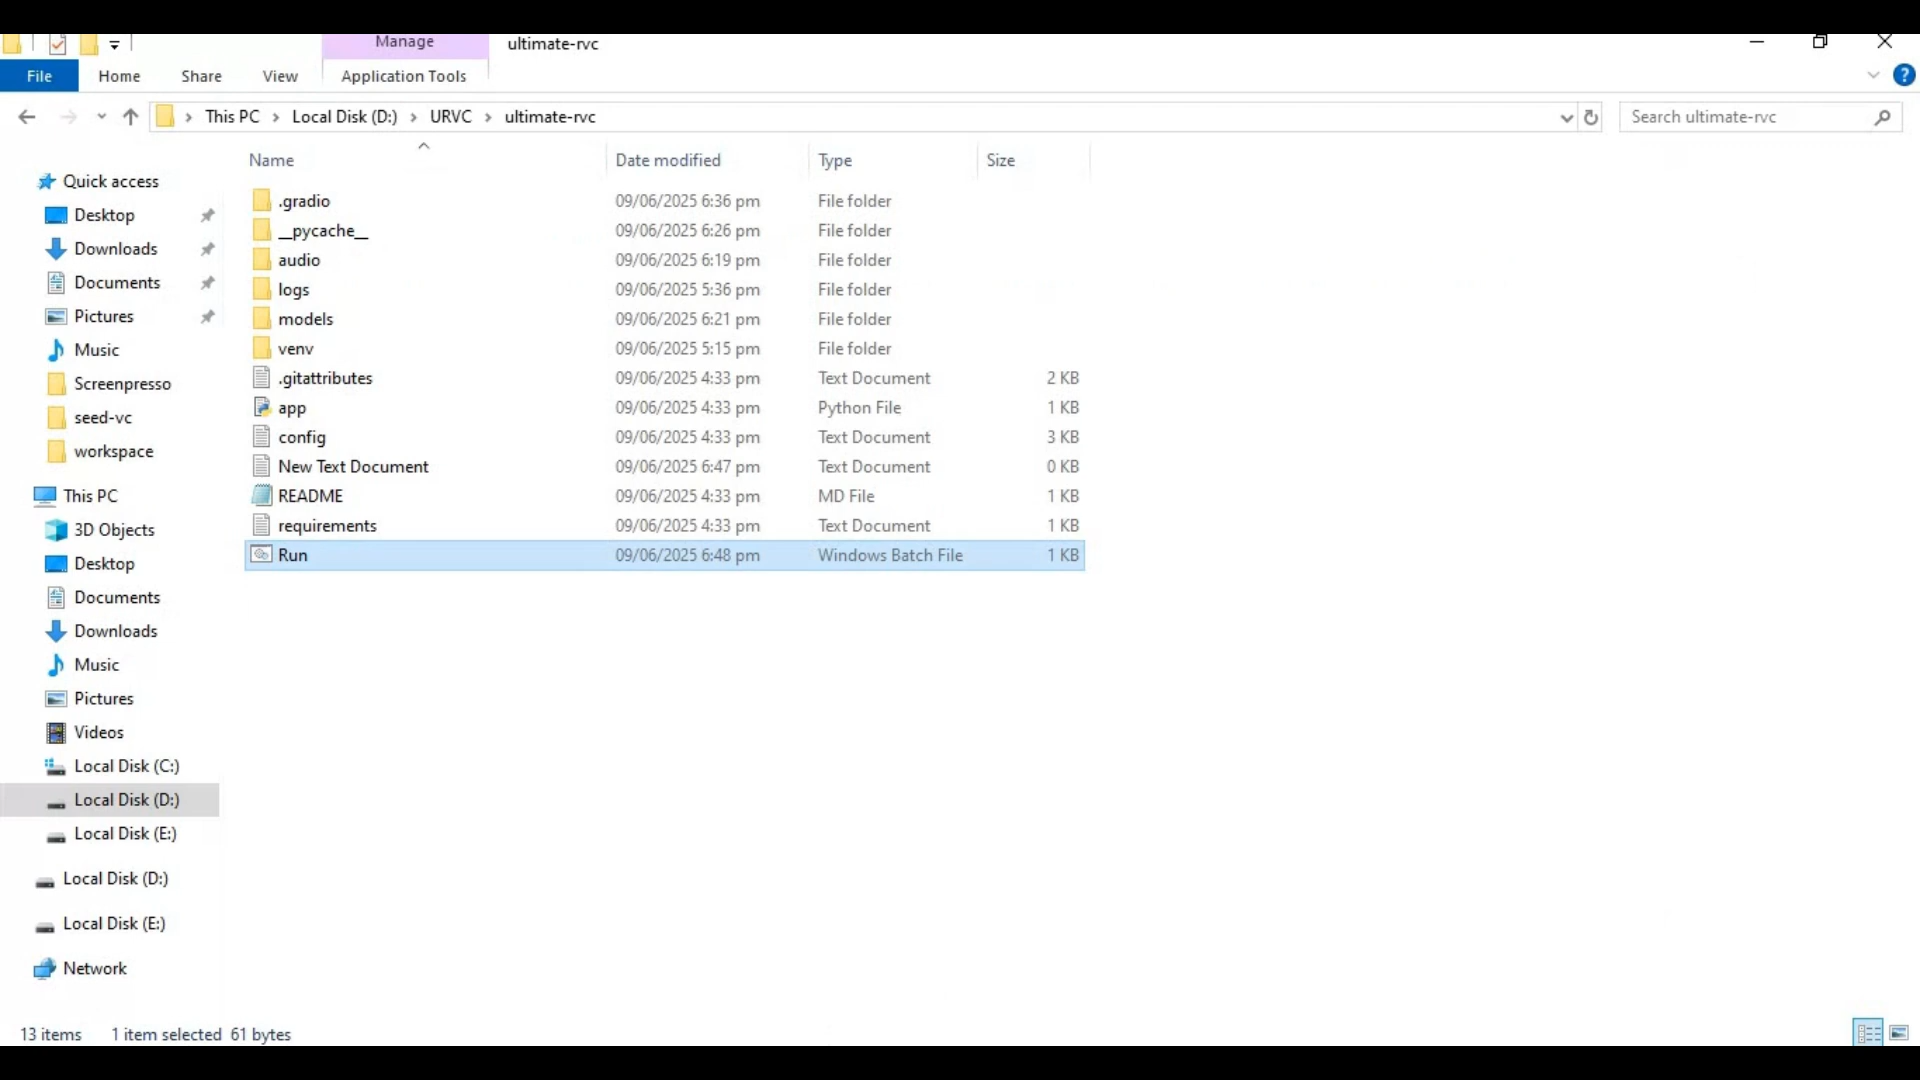 Manage
ultimate-rvc
File
Home
Share
View
Application Tools
This PC
Local Disk (D:)
URVC
ultimate-rvc
Search ultimate-rvc
Name
Date modified
Type
Size
Quick access
Desktop
Downloads
Documents
Pictures
Music
Screenpresso
seed-vc
workspace
This PC
3D Objects
Desktop
Documents
Downloads
Music
Pictures
Videos
Local Disk (C:)
Local Disk (D:)
Local Disk (E:)
Local Disk (D:)
Local Disk (E:)
Network
.gradio 09/06/2025 6:36 pm File folder
__pycache__ 09/06/2025 6:26 pm File folder
audio 09/06/2025 6:19 pm File folder
logs 09/06/2025 5:36 pm File folder
models 09/06/2025 6:21 pm File folder
venv 09/06/2025 5:15 pm File folder
.gitattributes 09/06/2025 4:33 pm Text Document 2 KB
app 09/06/2025 4:33 pm Python File 1 KB
config 09/06/2025 4:33 pm Text Document 3 KB
New Text Document 09/06/2025 6:47 pm Text Document 0 KB
README 09/06/2025 4:33 pm MD File 1 KB
requirements 09/06/2025 4:33 pm Text Document 1 KB
Run 09/06/2025 6:48 pm Windows Batch File 1 KB
13 items 1 item selected 61 bytes